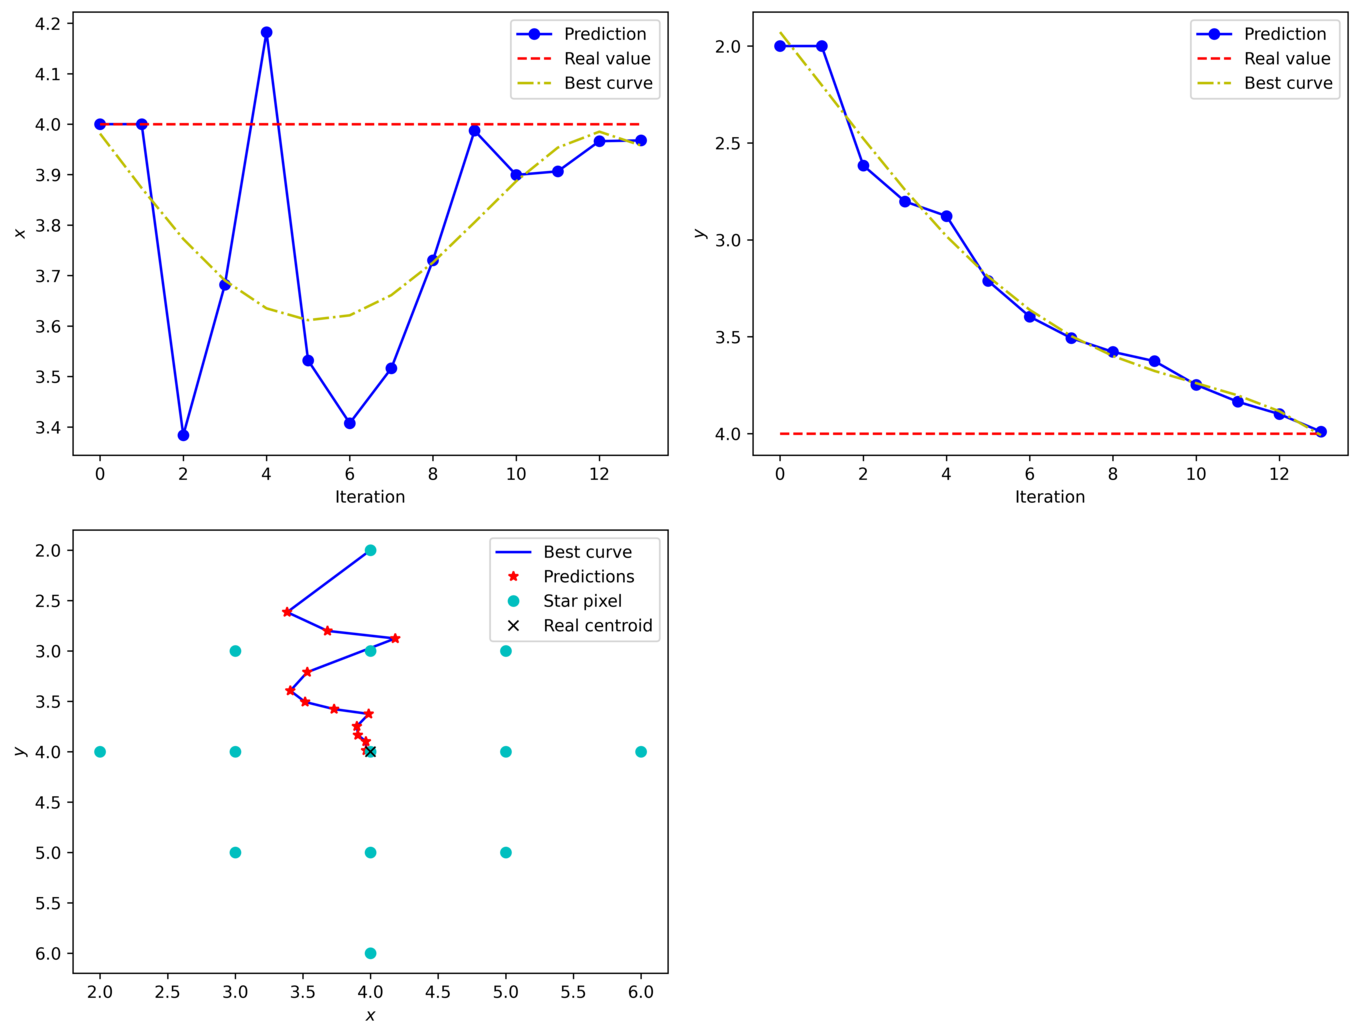 4.2
4.1
4.0
3.9
3.8
3.7
3.6
3.5
3.4
x
0 2 4 6 8 10 12
Iteration
Prediction
Real value
Best curve
2.0
2.5
3.0
3.5
4.0
y
0 2 4 6 8 10 12
Iteration
Prediction
Real value
Best curve
2.0
2.5
3.0
3.5
4.0
4.5
5.0
5.5
6.0
y
2.0 2.5 3.0 3.5 4.0 4.5 5.0 5.5 6.0
x
Best curve
Predictions
Star pixel
Real centroid